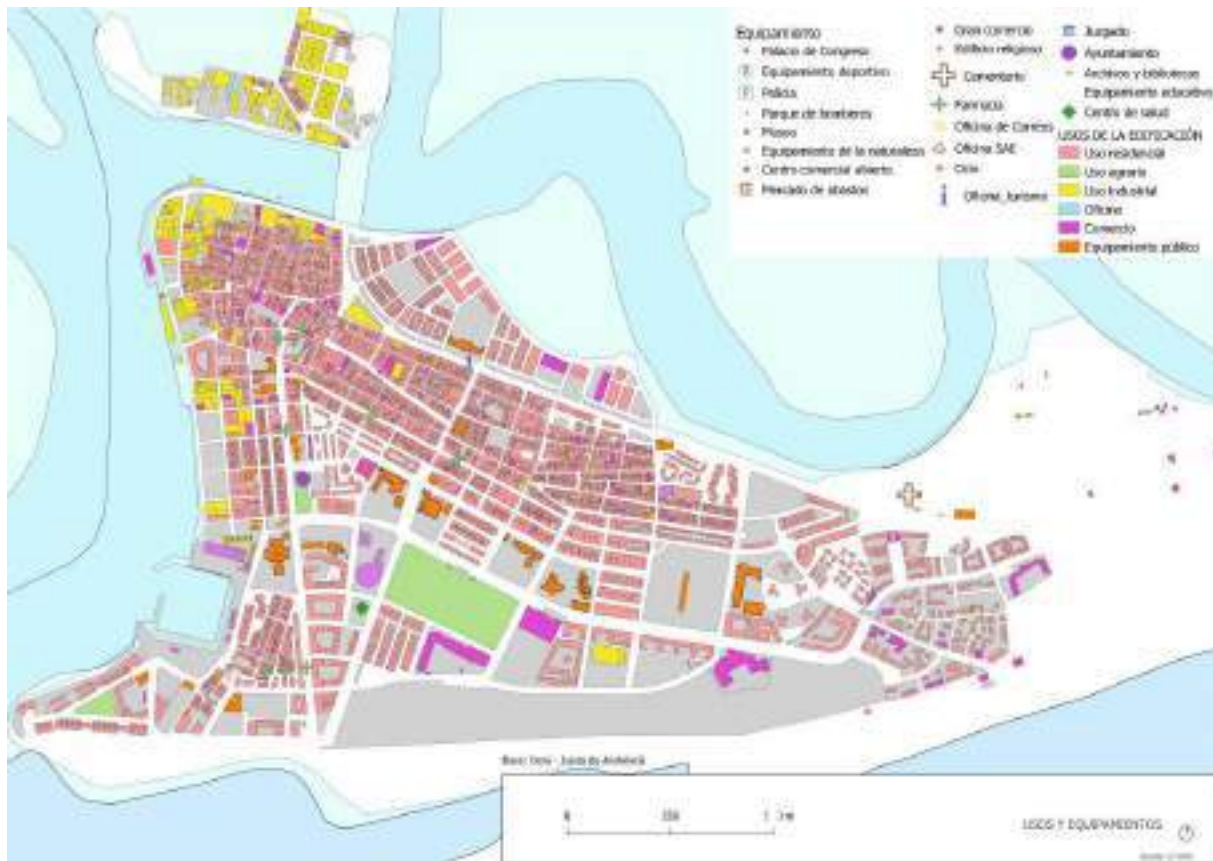 Equipamiento
Palacio de Congreso
Equipamiento deportivo
Policia
Parque de bomberos
Museo
Equipamiento de la naturaleza
Centro comercial abierto
Mercado de abastos
Gran comercio
Edificio religioso
Cementerio
Farmacia
Oficina de Correos
Oficina SAE
Ocio
Oficina_turismo
Juzgado
Ayuntamiento
Archivos y bibliotecas
Equipamiento educativo
Centro de salud
USOS DE LA EDIFICACIÓN
Uso residencial
Uso agrario
Uso Industrial
Oficina
Comercio
Equipamiento público
Junta de Andalucía
0
USOS Y EQUIPAMIENTOS